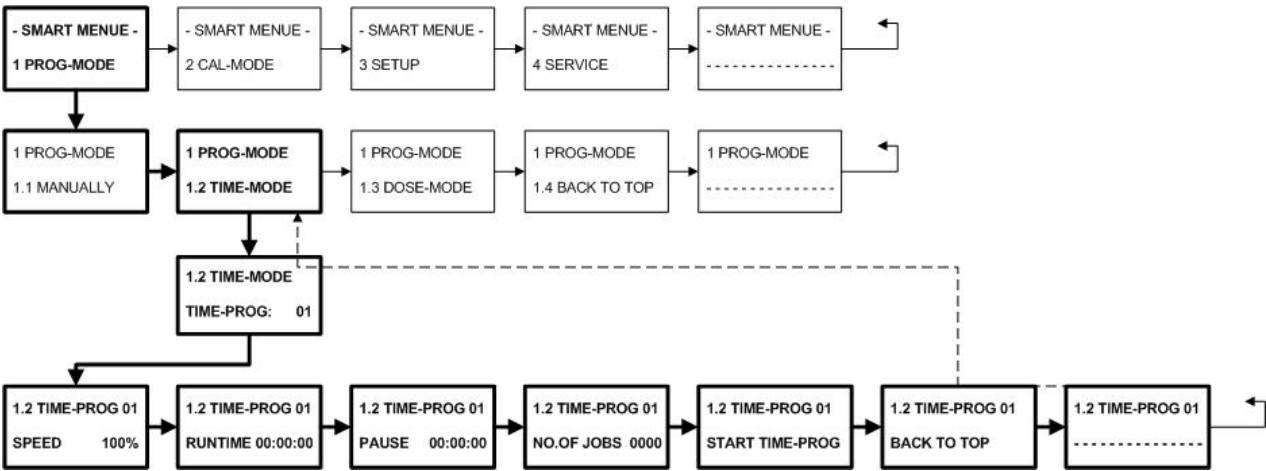 - SMART MENUE -
1 PROG-MODE
- SMART MENUE -
2 CAL-MODE
- SMART MENUE -
3 SETUP
- SMART MENUE -
4 SERVICE
- SMART MENUE -
- - - - - - - - - - - - - - - -
1 PROG-MODE
1.1 MANUALLY
1 PROG-MODE
1.2 TIME-MODE
1 PROG-MODE
1.3 DOSE-MODE
1 PROG-MODE
1.4 BACK TO TOP
1 PROG-MODE
- - - - - - - - - - - - - - - -
1.2 TIME-MODE
TIME-PROG: 01
1.2 TIME-PROG 01
SPEED 100%
1.2 TIME-PROG 01
RUNTIME 00:00:00
1.2 TIME-PROG 01
PAUSE 00:00:00
1.2 TIME-PROG 01
NO.OF JOBS 0000
1.2 TIME-PROG 01
START TIME-PROG
1.2 TIME-PROG 01
BACK TO TOP
1.2 TIME-PROG 01
- - - - - - - - - - - - - - - -